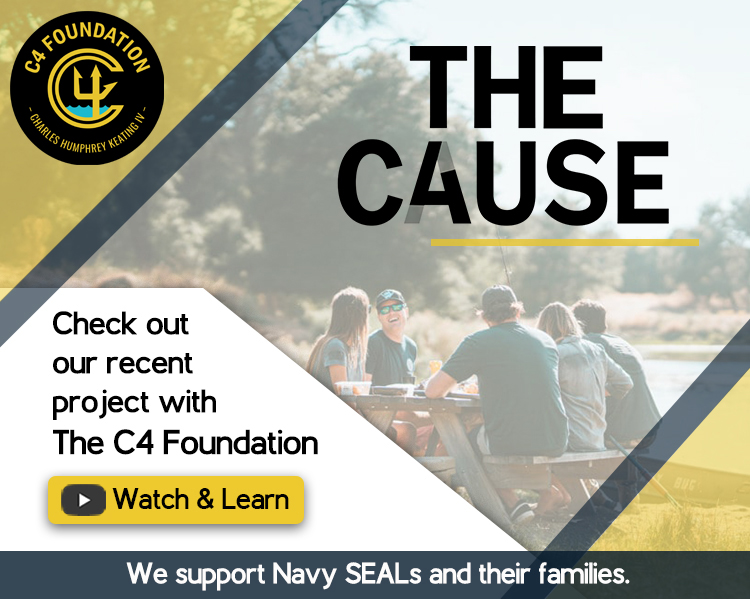 C4 FOUNDATION
C4
- CHARLES HUMPHREY KEATING IV -
THE
CAUSE
Check out
our recent
project with
The C4 Foundation
Watch & Learn
We support Navy SEALs and their families.